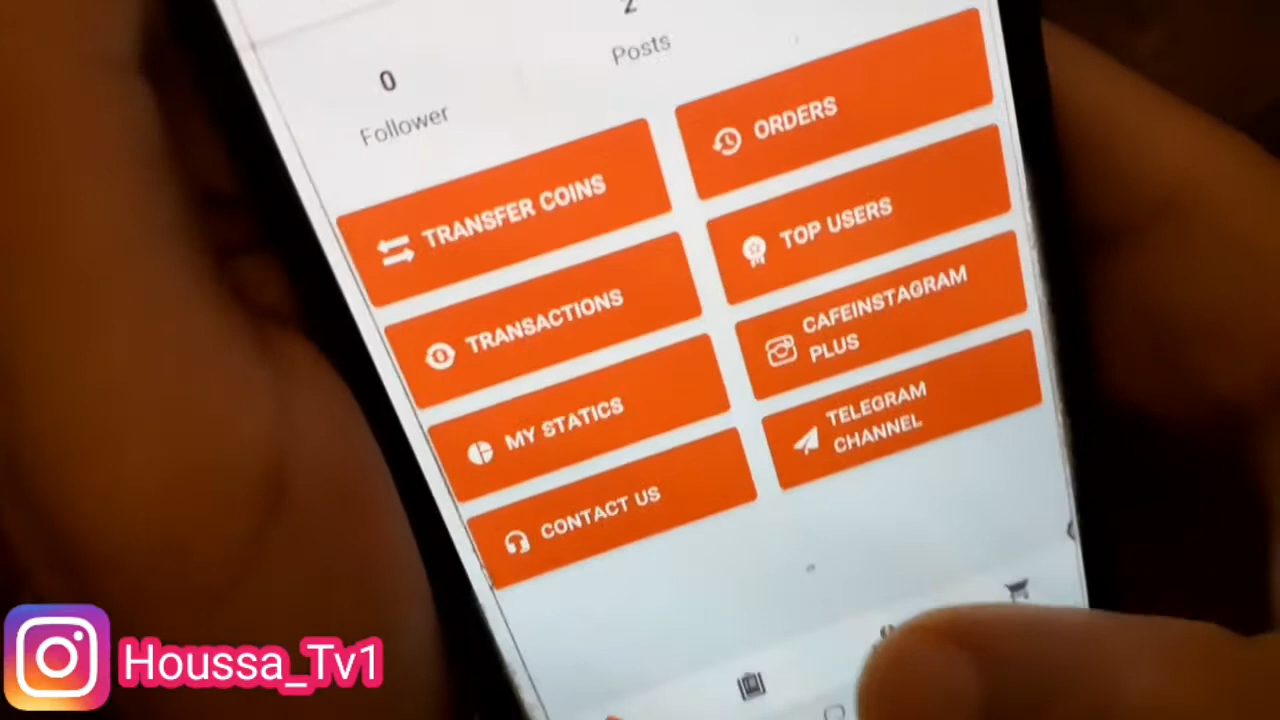 2
Posts
0
Follower
TRANSFER COINS
ORDERS
TRANSACTIONS
TOP USERS
MY STATICS
CAFEINSTAGRAM
PLUS
CONTACT US
TELEGRAM
CHANNEL
Houssa_Tv1